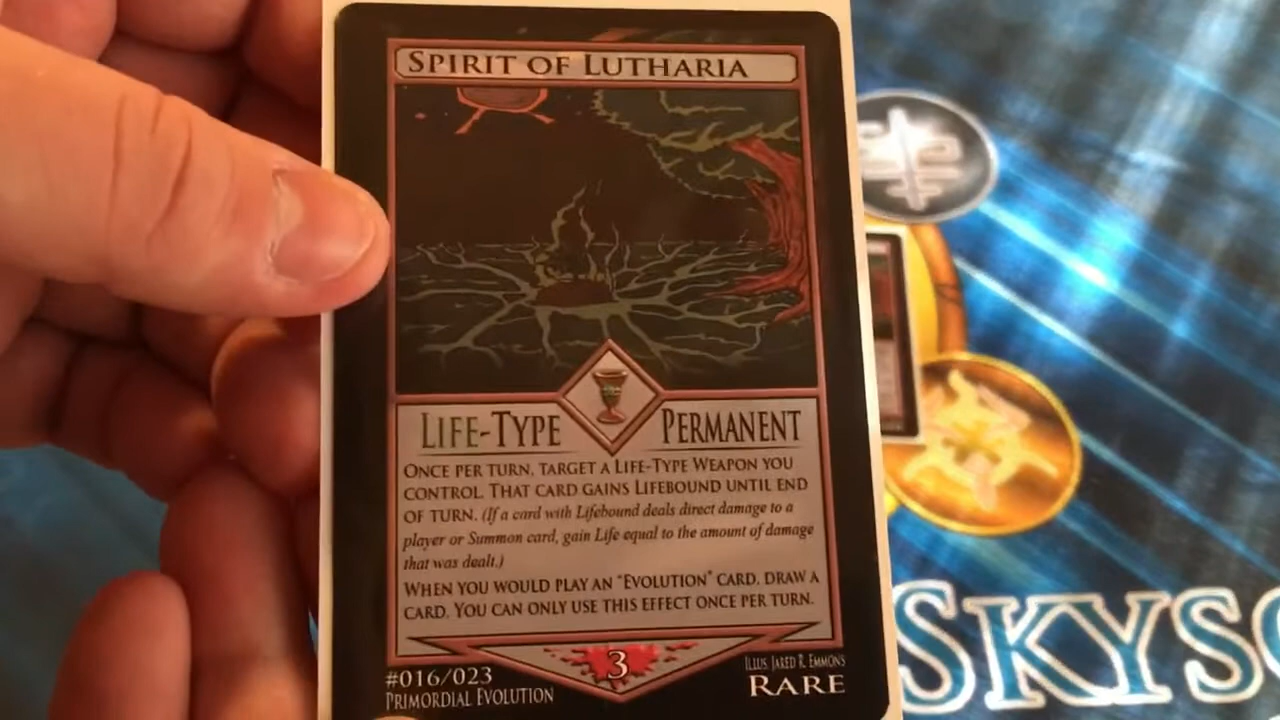 SPIRIT OF LUTHARIA
LIFE-TYPE PERMANENT
ONCE PER TURN, TARGET A LIFE-TYPE WEAPON YOU
CONTROL. THAT CARD GAINS LIFEBOUND UNTIL END
OF TURN. (If a card with Lifebound deals direct damage to a
player or Summon card, gain Life equal to the amount of damage
that was dealt.)
WHEN YOU WOULD PLAY AN "EVOLUTION" CARD, DRAW A
CARD. YOU CAN ONLY USE THIS EFFECT ONCE PER TURN.
3
#016/023
PRIMORDIAL EVOLUTION
ILLUS. JARED R. EMMONS
RARE
SKYS